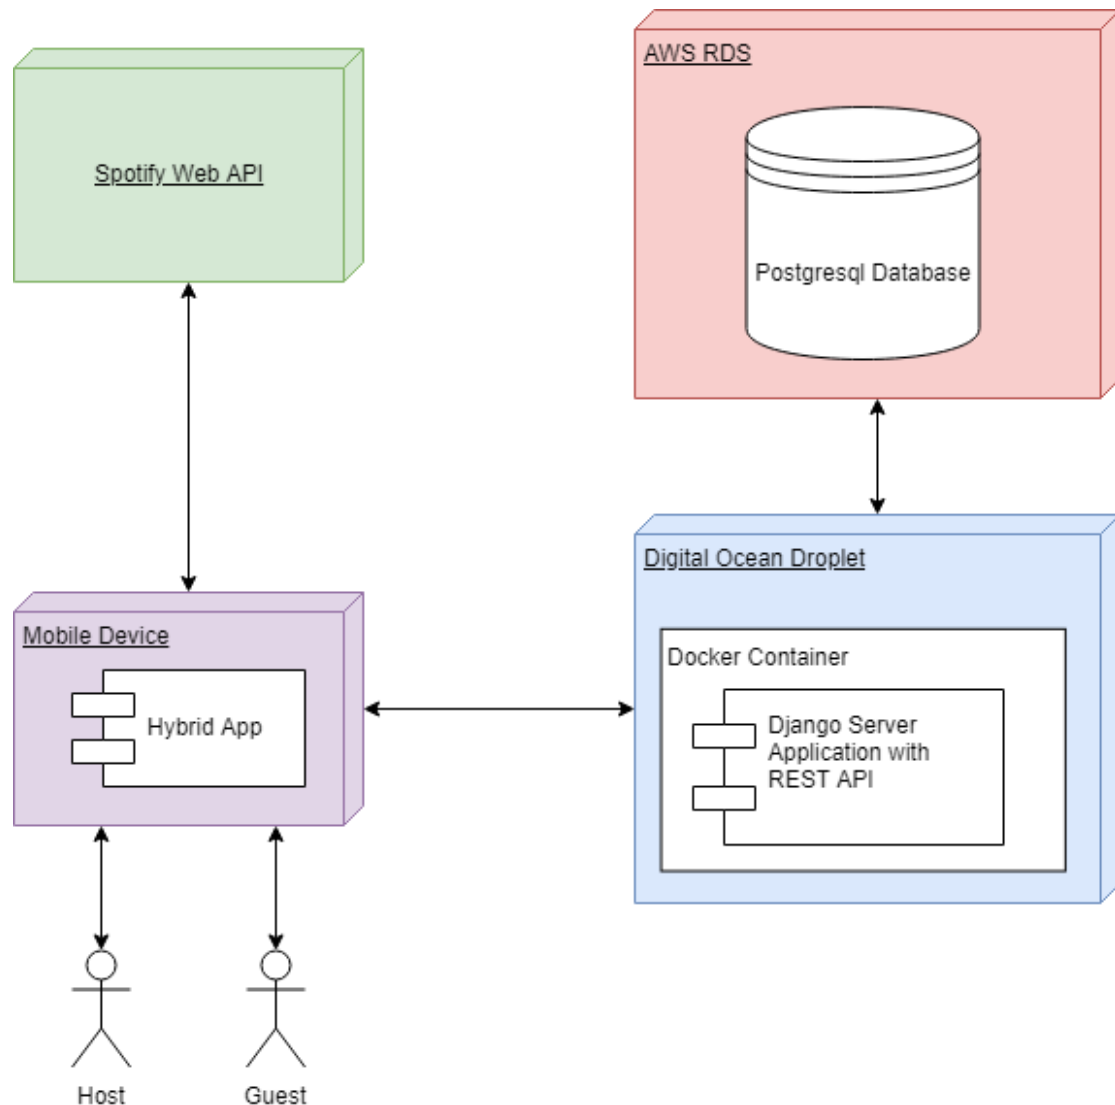 AWS RDS
Spotify Web API
Postgresql Database
Digital Ocean Droplet
Mobile Device
Docker Container
Hybrid App
Django Server
Application with
REST API
Host
Guest